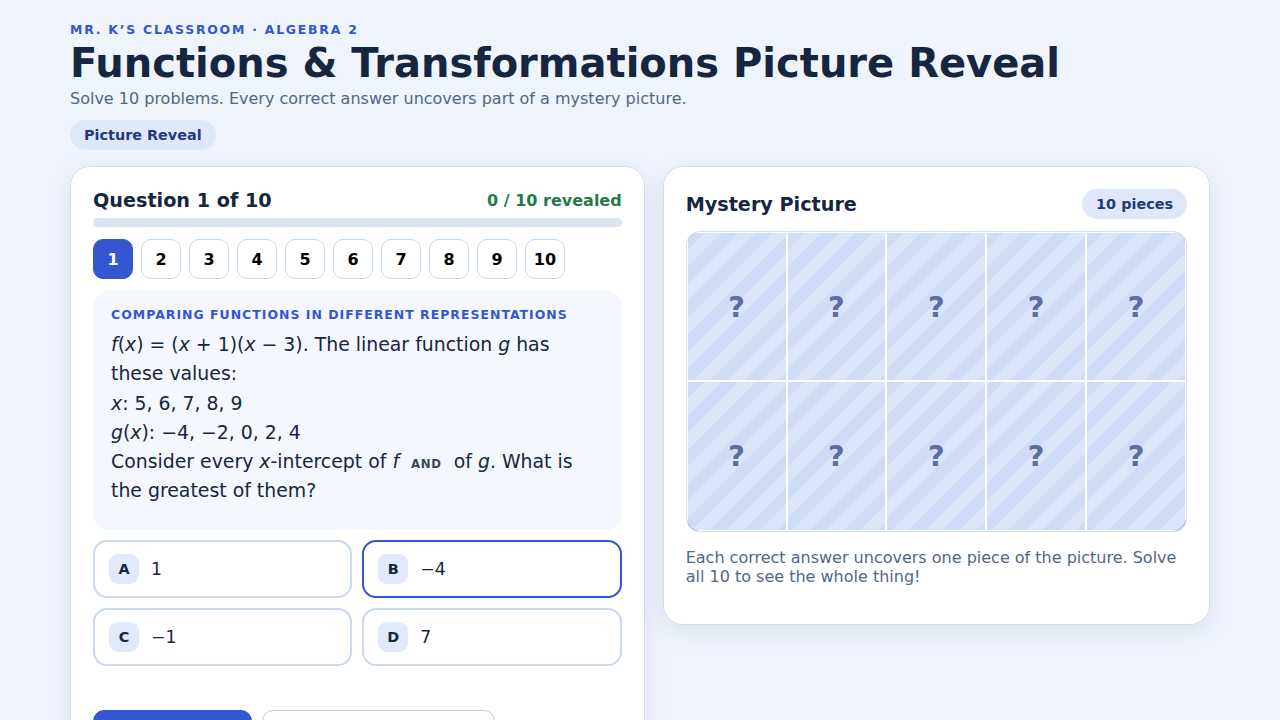 MR. K’S CLASSROOM · ALGEBRA 2
Functions & Transformations Picture Reveal
Solve 10 problems. Every correct answer uncovers part of a mystery picture.
Picture Reveal
Question 1 of 10
0 / 10 revealed
1 2 3 4 5 6 7 8 9 10
COMPARING FUNCTIONS IN DIFFERENT REPRESENTATIONS
f(x) = (x + 1)(x − 3). The linear function g has
these values:
x: 5, 6, 7, 8, 9
g(x): −4, −2, 0, 2, 4
Consider every x-intercept of f AND of g. What is
the greatest of them?
A 1
B −4
C −1
D 7
Mystery Picture
10 pieces
? ? ? ? ?
? ? ? ? ?
Each correct answer uncovers one piece of the picture. Solve
all 10 to see the whole thing!